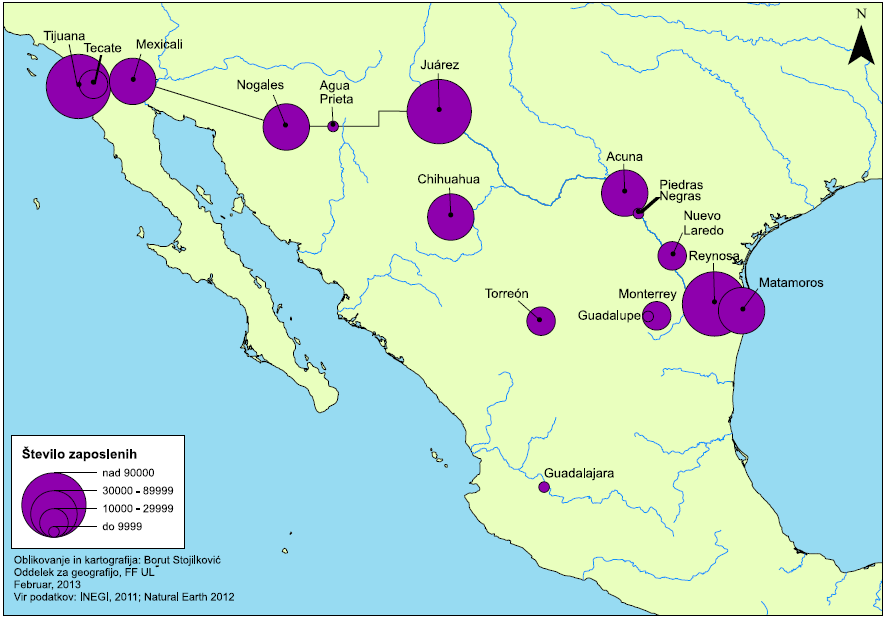 N
Tijuana
Tecate
Mexicali
Nogales
Agua
Prieta
Juárez
Chihuahua
Acuna
Piedras
Negras
Nuevo
Laredo
Reynosa
Matamoros
Torreón
Monterrey
Guadalupe
Guadalajara
Število zaposlenih
nad 90000
30000 - 89999
10000 - 29999
do 9999
Oblikovanje in kartografija: Borut Stojilković
Oddelek za geografijo, FF UL
Februar, 2013
Vir podatkov: INEGI, 2011; Natural Earth 2012